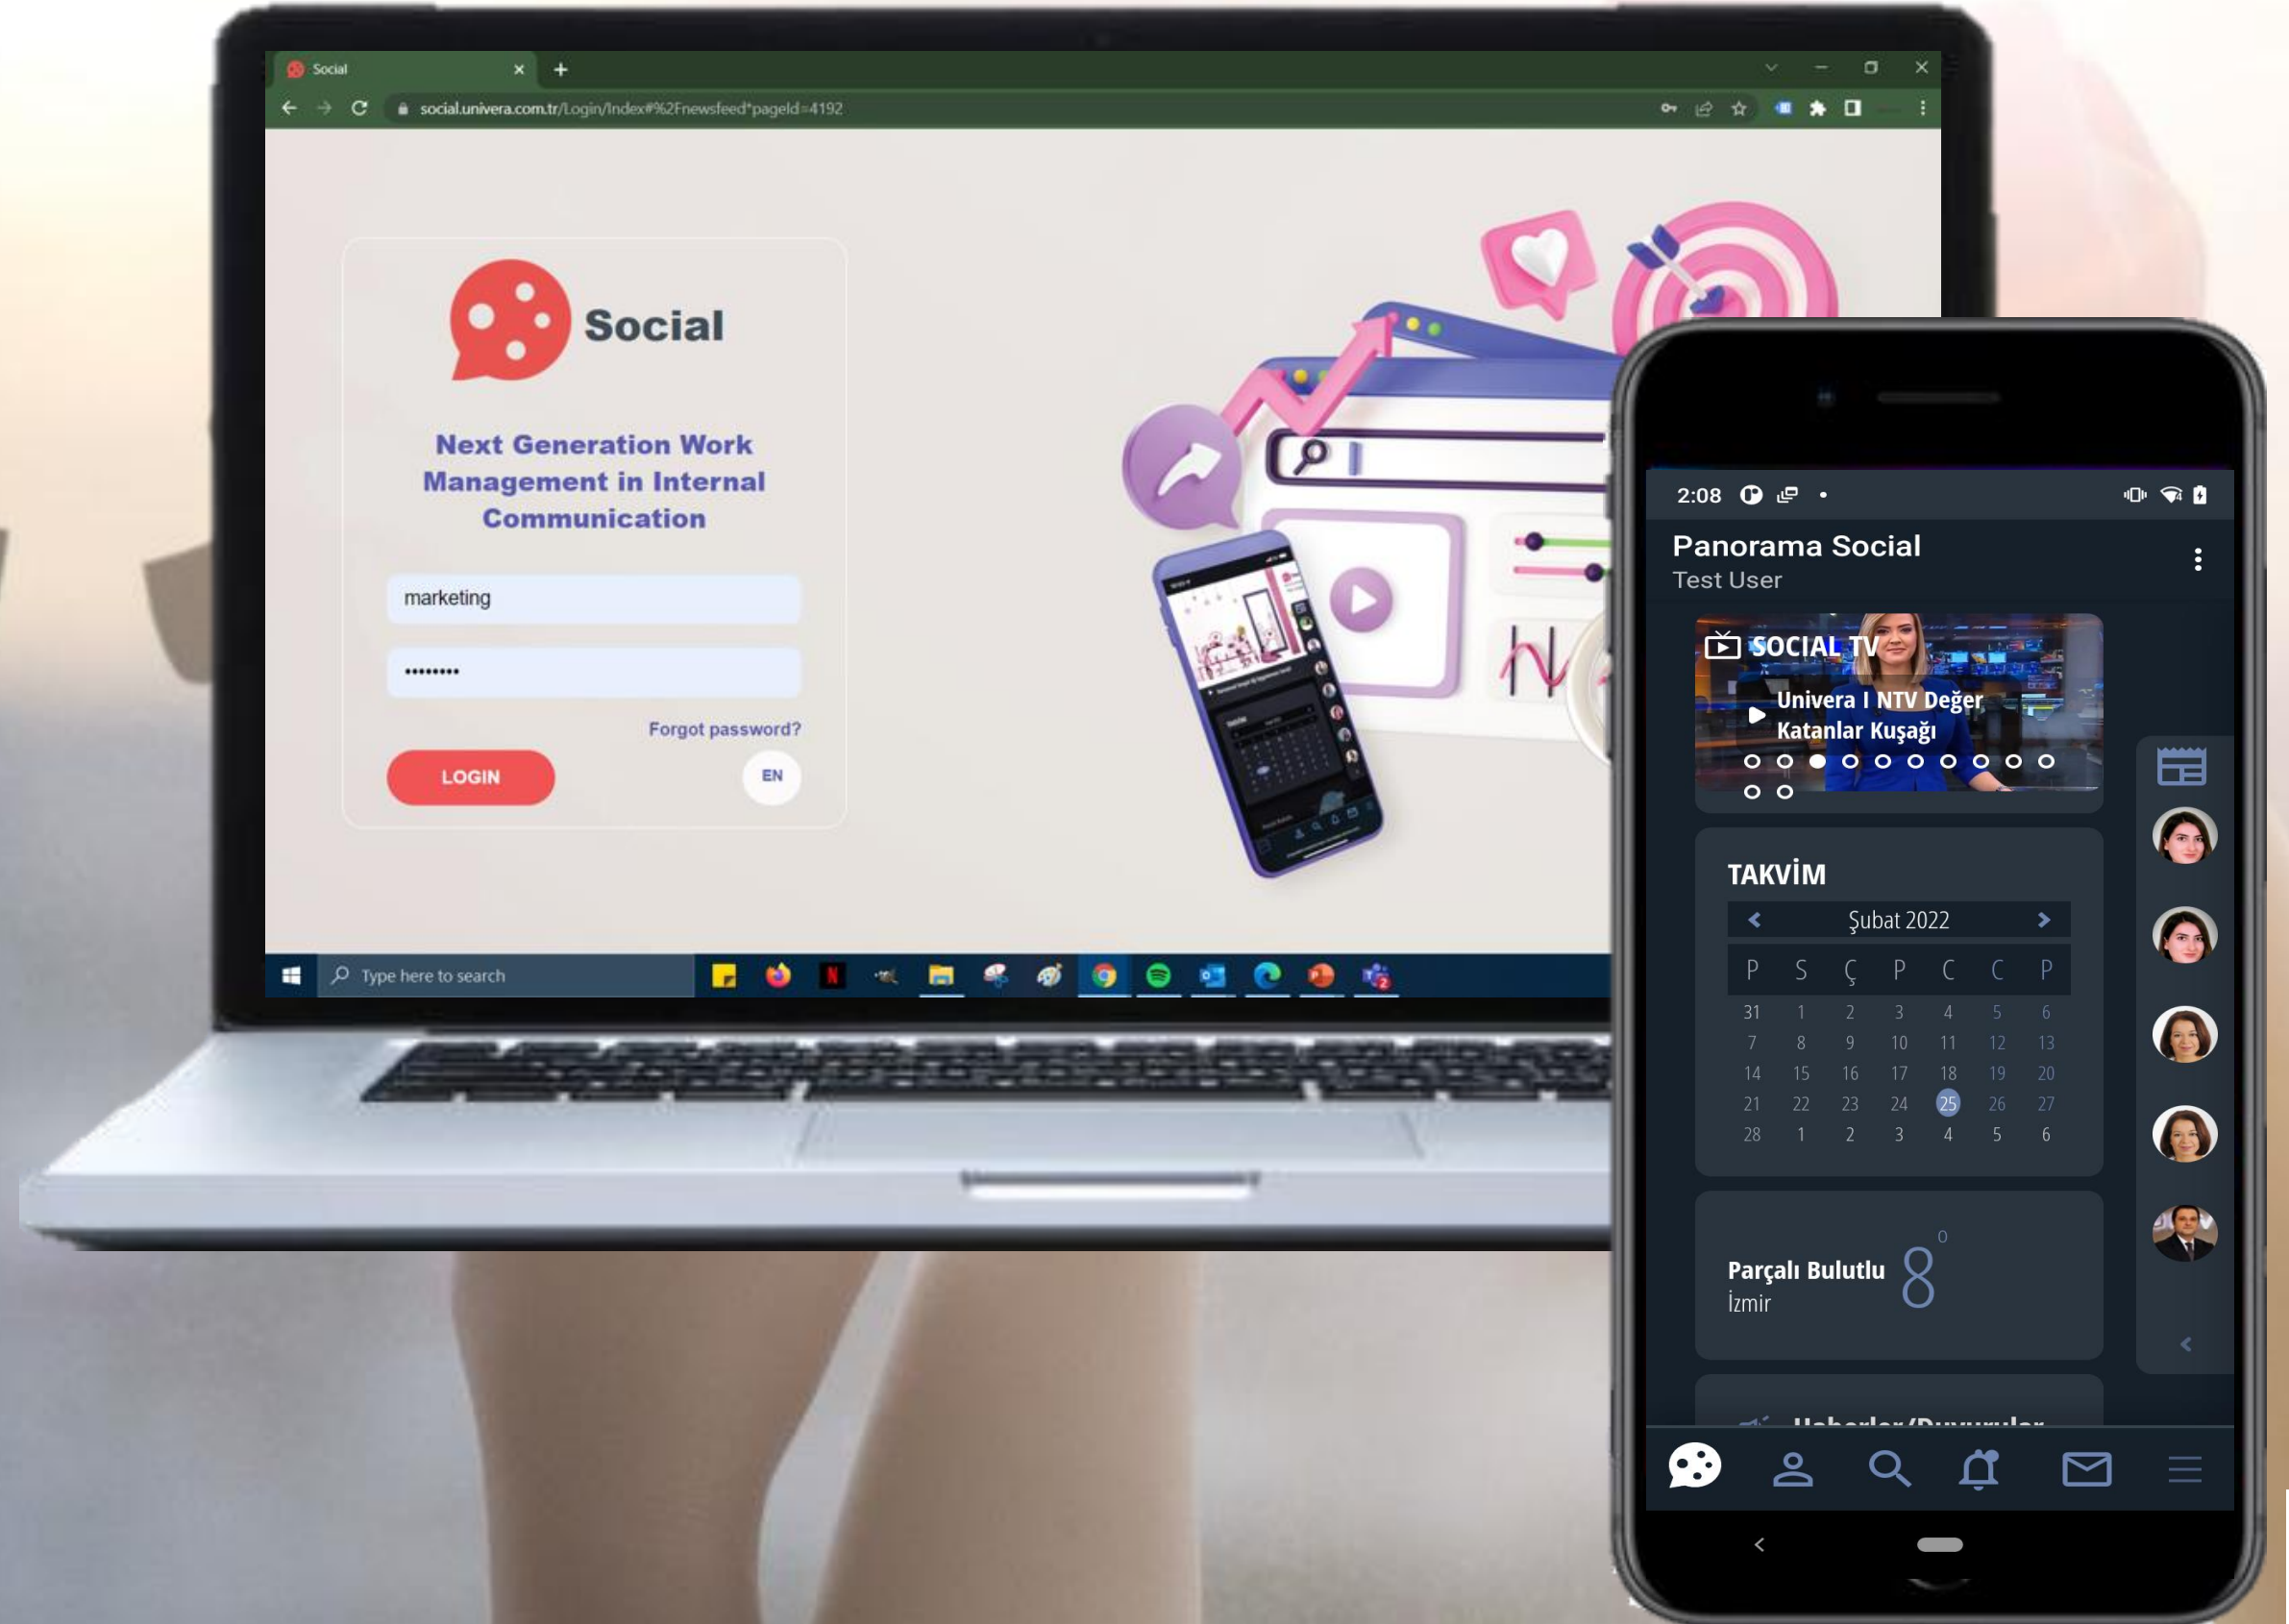 Social
social.univera.com.tr/Login/Index#%2Fnewsfeed*pageId=4192
Social
Next Generation Work
Management in Internal
Communication
marketing
••••••••
Forgot password?
LOGIN
EN
Type here to search
2:08
Panorama Social
Test User
SOCIAL TV
Univera I NTV Değer
Katanlar Kuşağı
TAKVİM
Şubat 2022
P S Ç P C C P
31 1 2 3 4 5 6
7 8 9 10 11 12 13
14 15 16 17 18 19 20
21 22 23 24 25 26 27
28 1 2 3 4 5 6
Parçalı Bulutlu 8°
İzmir
Haberler/Duyurular